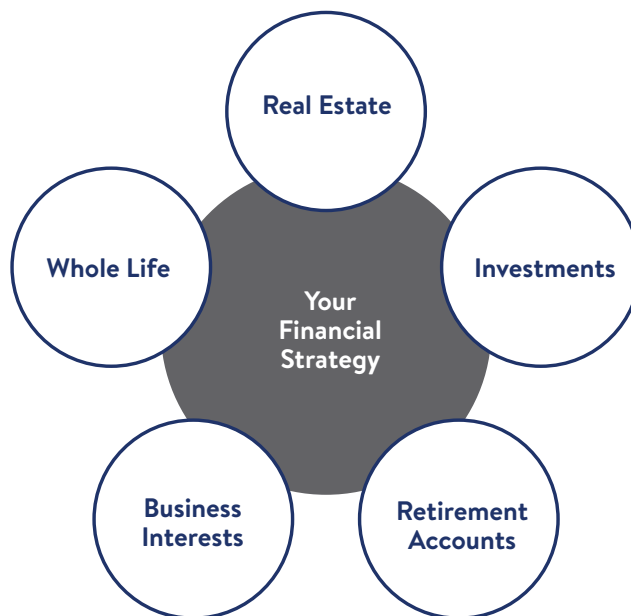 Real Estate
Whole Life
Investments
Your
Financial
Strategy
Business
Interests
Retirement
Accounts